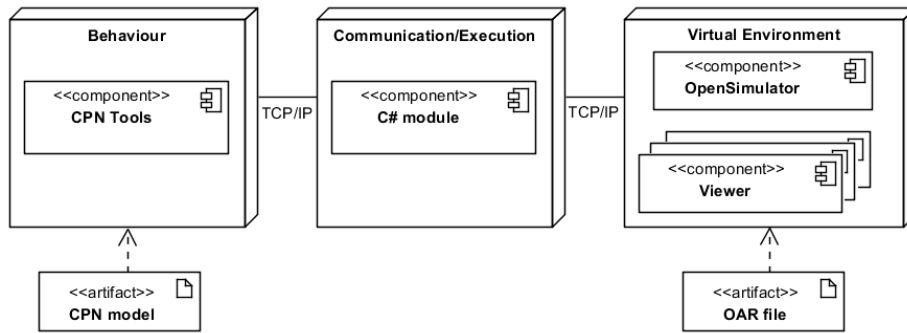 Behaviour
<<component>>
CPN Tools
TCP/IP
Communication/Execution
<<component>>
C# module
TCP/IP
Virtual Environment
<<component>>
OpenSimulator
<<component>>
Viewer
<<artifact>>
CPN model
<<artifact>>
OAR file